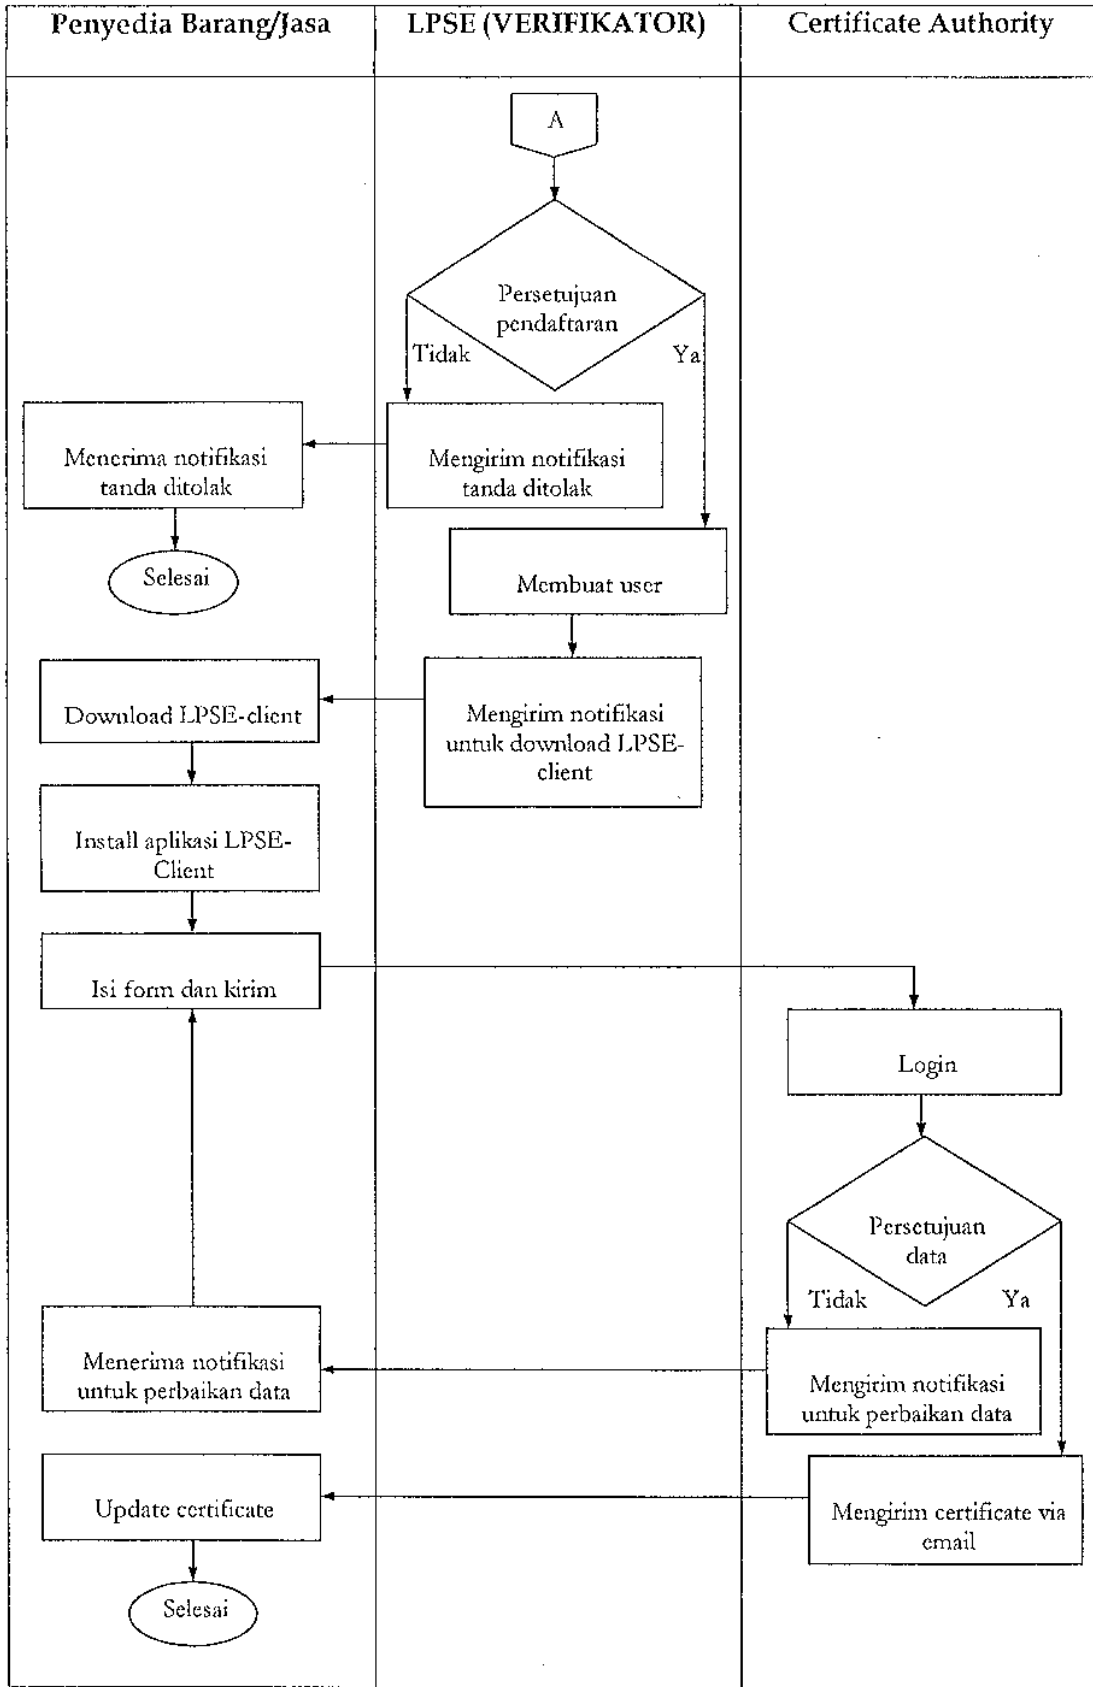 Penyedia Barang/Jasa
LPSE (VERIFIKATOR)
Certificate Authority
A
Persetujuan
pendaftaran
Tidak
Ya
Menerima notifikasi
tanda ditolak
Mengirim notifikasi
tanda ditolak
Selesai
Membuat user
Download LPSE-client
Mengirim notifikasi
untuk download LPSE-
client
Install aplikasi LPSE-
Client
Isi form dan kirim
Login
Persetujuan
data
Tidak
Ya
Menerima notifikasi
untuk perbaikan data
Mengirim notifikasi
untuk perbaikan data
Update certificate
Mengirim certificate via
email
Selesai